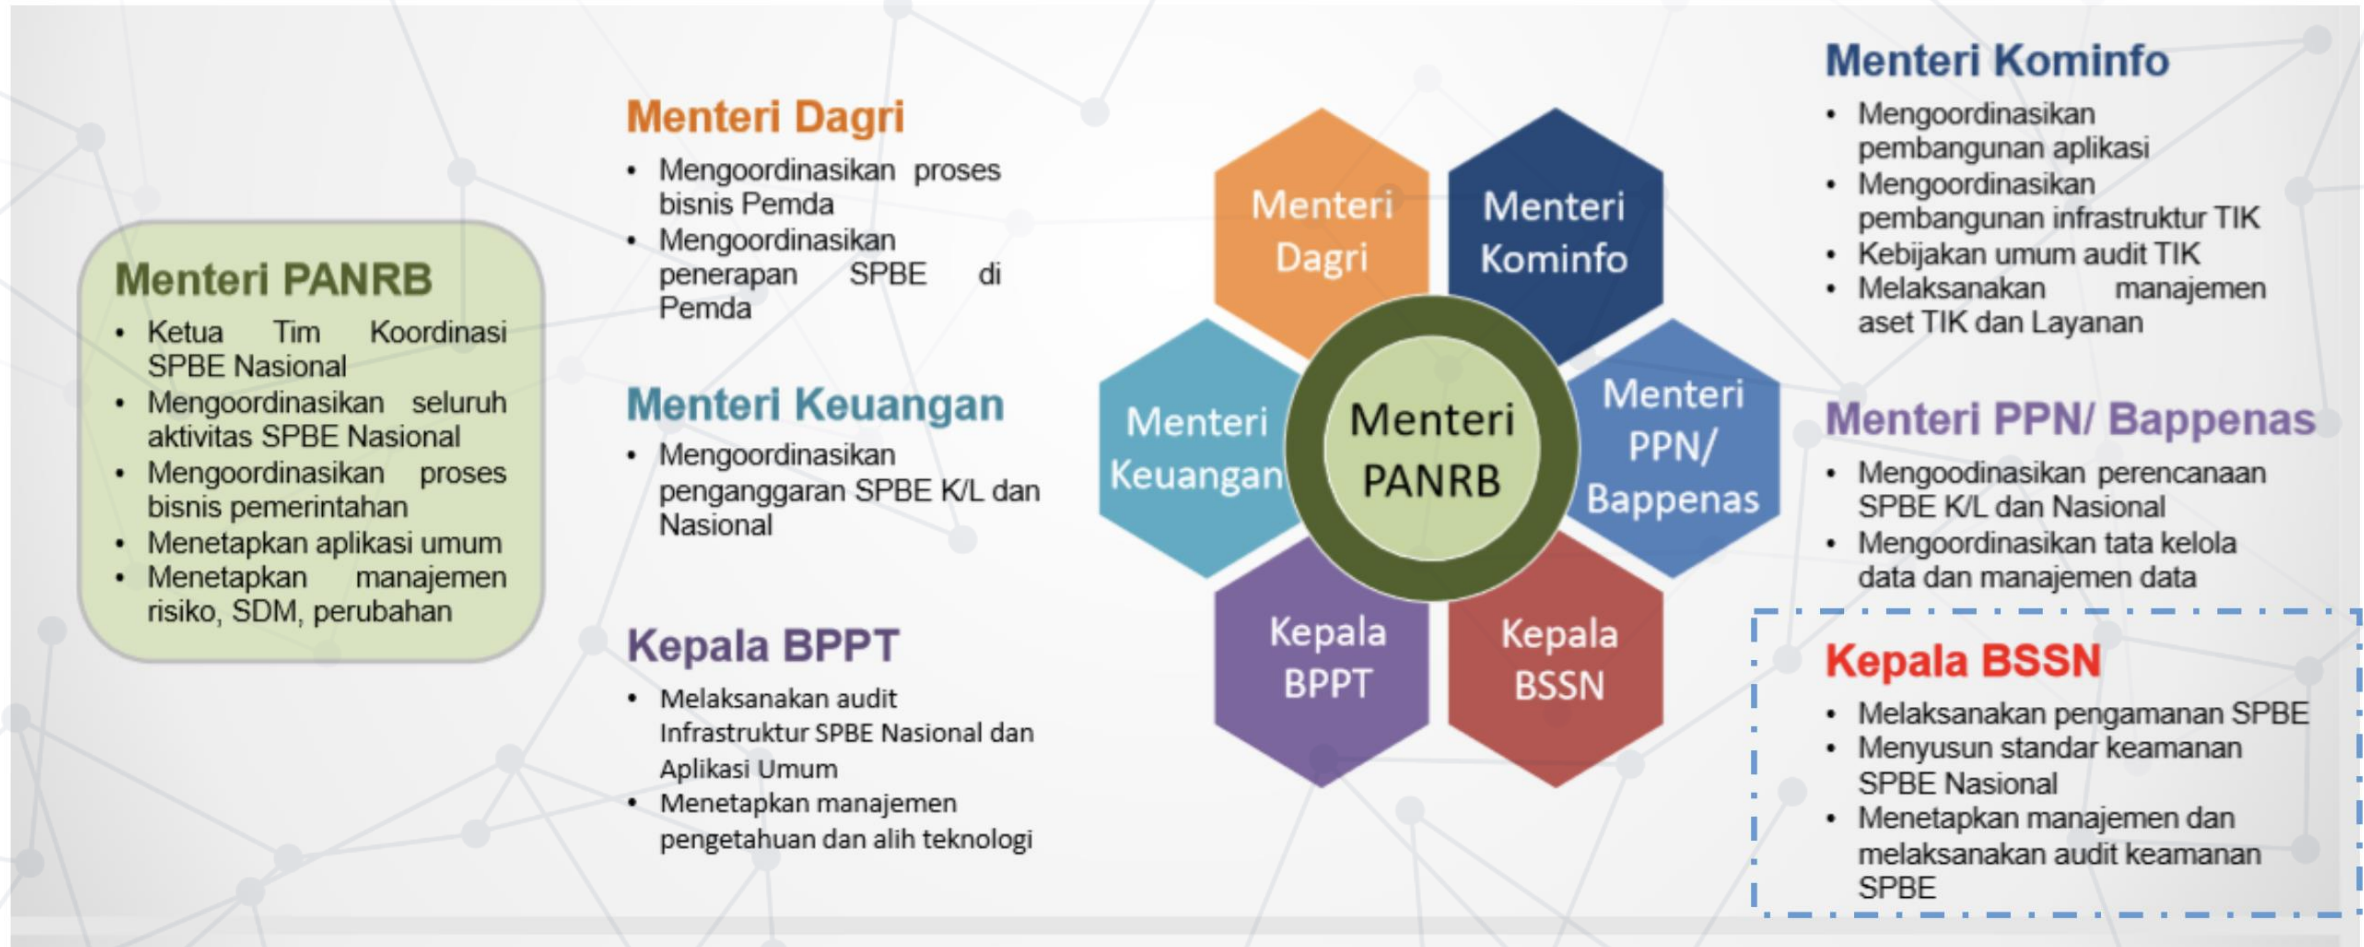 Menteri PANRB
• Ketua Tim Koordinasi
SPBE Nasional
• Mengoordinasikan seluruh
aktivitas SPBE Nasional
• Mengoordinasikan proses
bisnis pemerintahan
• Menetapkan aplikasi umum
• Menetapkan manajemen
risiko, SDM, perubahan
Menteri Dagri
• Mengoordinasikan proses
bisnis Pemda
• Mengoordinasikan
penerapan SPBE di
Pemda
Menteri Keuangan
• Mengoordinasikan
penganggaran SPBE K/L dan
Nasional
Kepala BPPT
• Melaksanakan audit
Infrastruktur SPBE Nasional dan
Aplikasi Umum
• Menetapkan manajemen
pengetahuan dan alih teknologi
Menteri
Dagri
Menteri
Kominfo
Menteri
Keuangan
Menteri
PANRB
Menteri
PPN/
Bappenas
Kepala
BPPT
Kepala
BSSN
Menteri Kominfo
• Mengoordinasikan
pembangunan aplikasi
• Mengoordinasikan
pembangunan infrastruktur TIK
• Kebijakan umum audit TIK
• Melaksanakan manajemen
aset TIK dan Layanan
Menteri PPN/ Bappenas
• Mengoodinasikan perencanaan
SPBE K/L dan Nasional
• Mengoordinasikan tata kelola
data dan manajemen data
Kepala BSSN
• Melaksanakan pengamanan SPBE
• Menyusun standar keamanan
SPBE Nasional
• Menetapkan manajemen dan
melaksanakan audit keamanan
SPBE